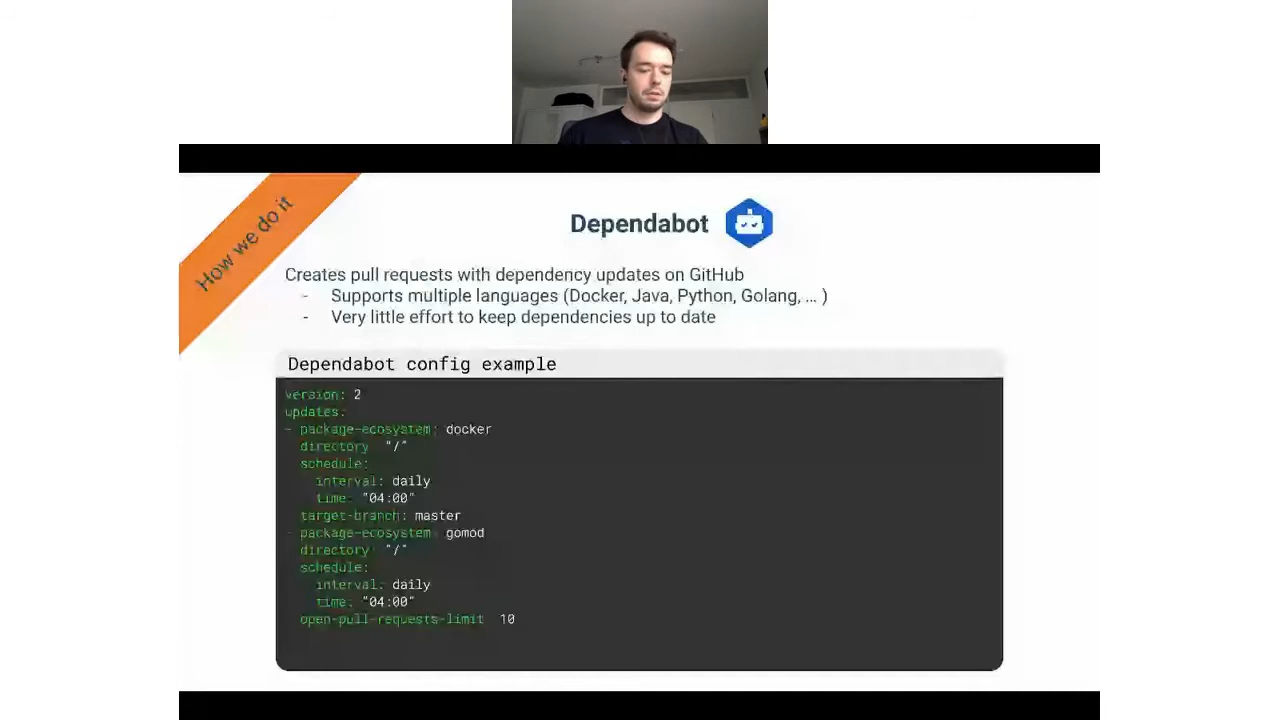 How we do it
Dependabot
Creates pull requests with dependency updates on GitHub
- Supports multiple languages (Docker, Java, Python, Golang, ... )
- Very little effort to keep dependencies up to date
Dependabot config example
version: 2
updates:
- package-ecosystem: docker
directory "/"
schedule:
interval: daily
time: "04:00"
target-branch: master
- package-ecosystem gomod
directory "/"
schedule:
interval: daily
time: "04:00"
open-pull-requests-limit 10